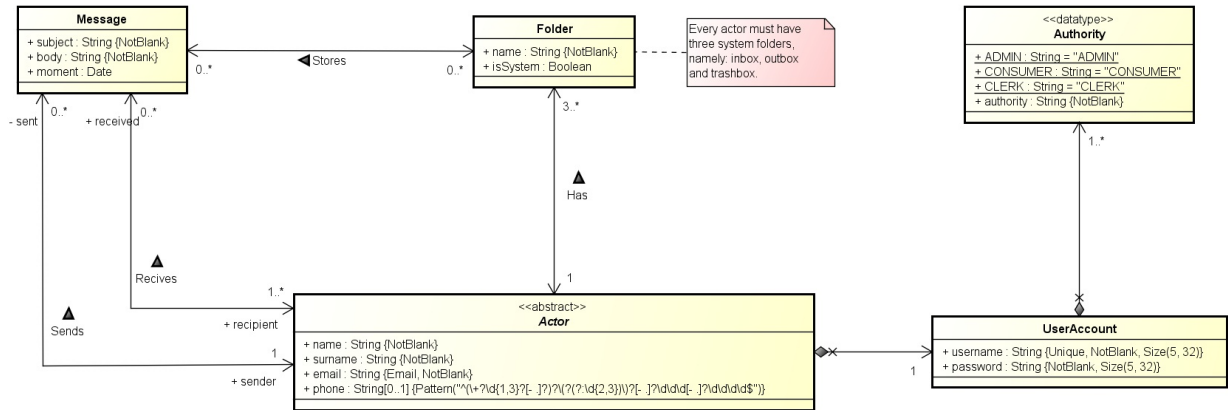 Message
+ subject : String {NotBlank}
+ body : String {NotBlank}
+ moment : Date
0..*
Stores
0..*
Folder
+ name : String {NotBlank}
+ isSystem : Boolean
Every actor must have
three system folders,
namely: inbox, outbox
and trashbox.
<<datatype>>
Authority
+ ADMIN : String = "ADMIN"
+ CONSUMER : String = "CONSUMER"
+ CLERK : String = "CLERK"
+ authority : String {NotBlank}
0..*
- sent
+ received
0..*
3..*
1..*
Has
Recives
Sends
1
1..*
+ recipient
1
+ sender
<<abstract>>
Actor
+ name : String {NotBlank}
+ surname : String {NotBlank}
+ email : String {Email, NotBlank}
+ phone : String[0..1] {Pattern("^(\+?\d{1,3}?[- .]?)?\(?(?:\d{2,3})\)?[- .]?\d\d\d[- .]?\d\d\d\d$")}
1
UserAccount
+ username : String {Unique, NotBlank, Size(5, 32)}
+ password : String {NotBlank, Size(5, 32)}